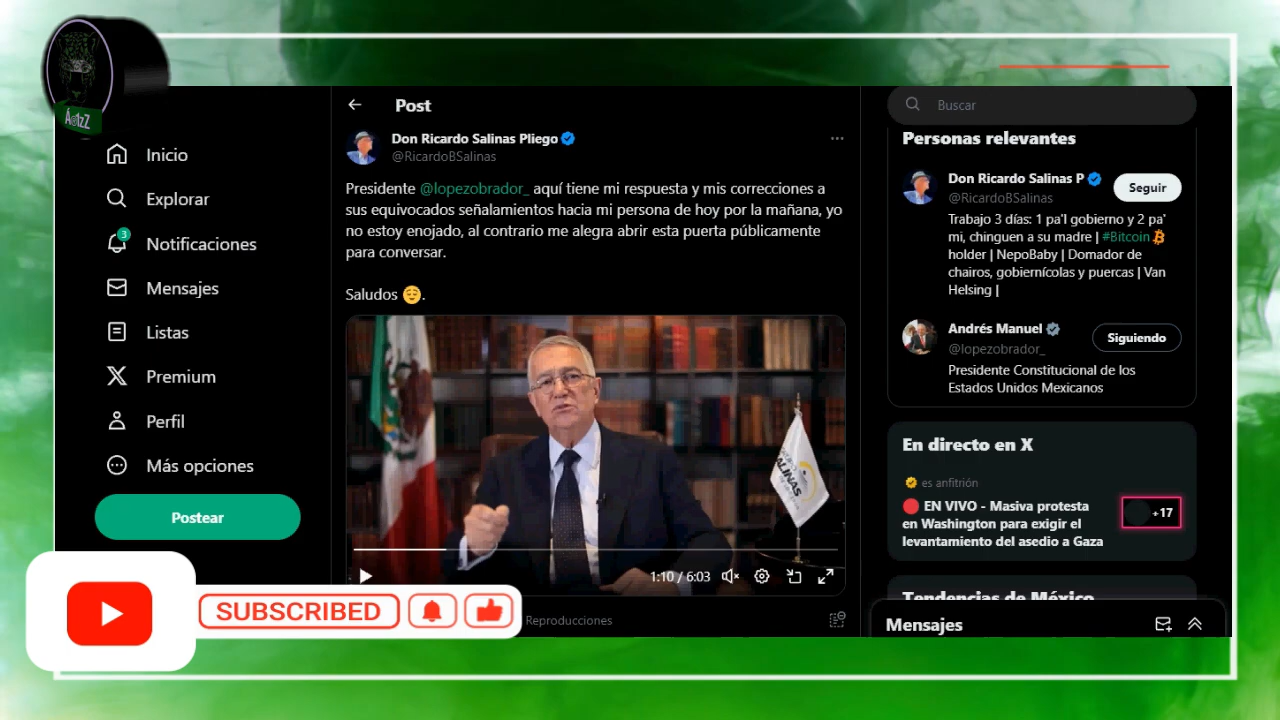 Á@1zZ
Inicio
Explorar
3
Notificaciones
Mensajes
Listas
Premium
Perfil
Más opciones
Postear
SUBSCRIBED
Post
Don Ricardo Salinas Pliego
@RicardoBSalinas
Presidente @lopezobrador_ aquí tiene mi respuesta y mis correcciones a
sus equivocados señalamientos hacia mi persona de hoy por la mañana, yo
no estoy enojado, al contrario me alegra abrir esta puerta públicamente
para conversar.
Saludos 😌.
SALINAS
1:10 / 6:03
Reproducciones
Buscar
Personas relevantes
Don Ricardo Salinas P
@RicardoBSalinas
Seguir
Trabajo 3 días: 1 pa'l gobierno y 2 pa'
mi, chinguen a su madre | #Bitcoin
holder | NepoBaby | Domador de
chairos, gobiernícolas y puercas | Van
Helsing |
Andrés Manuel
@lopezobrador_
Siguiendo
Presidente Constitucional de los
Estados Unidos Mexicanos
En directo en X
es anfitrión
🔴 EN VIVO - Masiva protesta
en Washington para exigir el
levantamiento del asedio a Gaza
+17
Tendencias de México
Mensajes